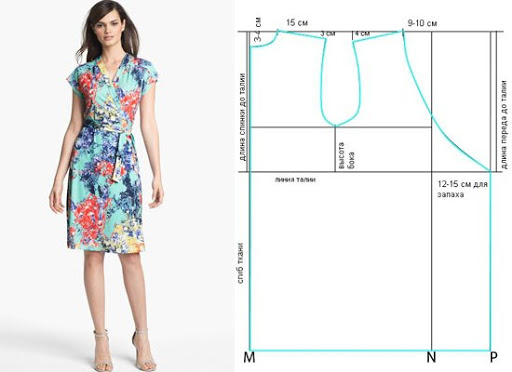 3-4 см
15 см
3 см
4 см
9-10 см
длина спинки до талии
длина переда до талии
высота
бока
линия талии
12-15 см для
запаха
сгиб ткани
M
N
P